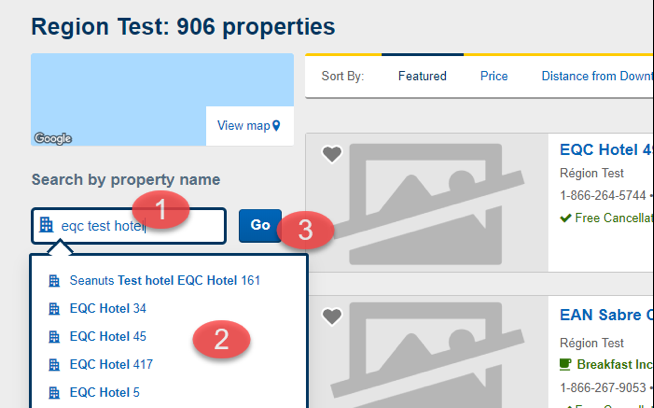 Region Test: 906 properties
View map
Google
Sort By: Featured Price Distance from Downt
Search by property name
1
eqc test hotel
Go
3
Seanuts Test hotel EQC Hotel 161
EQC Hotel 34
EQC Hotel 45
EQC Hotel 417
EQC Hotel 5
2
EQC Hotel 49
Région Test
1-866-264-5744 •
Free Cancellat
EAN Sabre C
Région Test
Breakfast Inc
1-866-267-9053 •